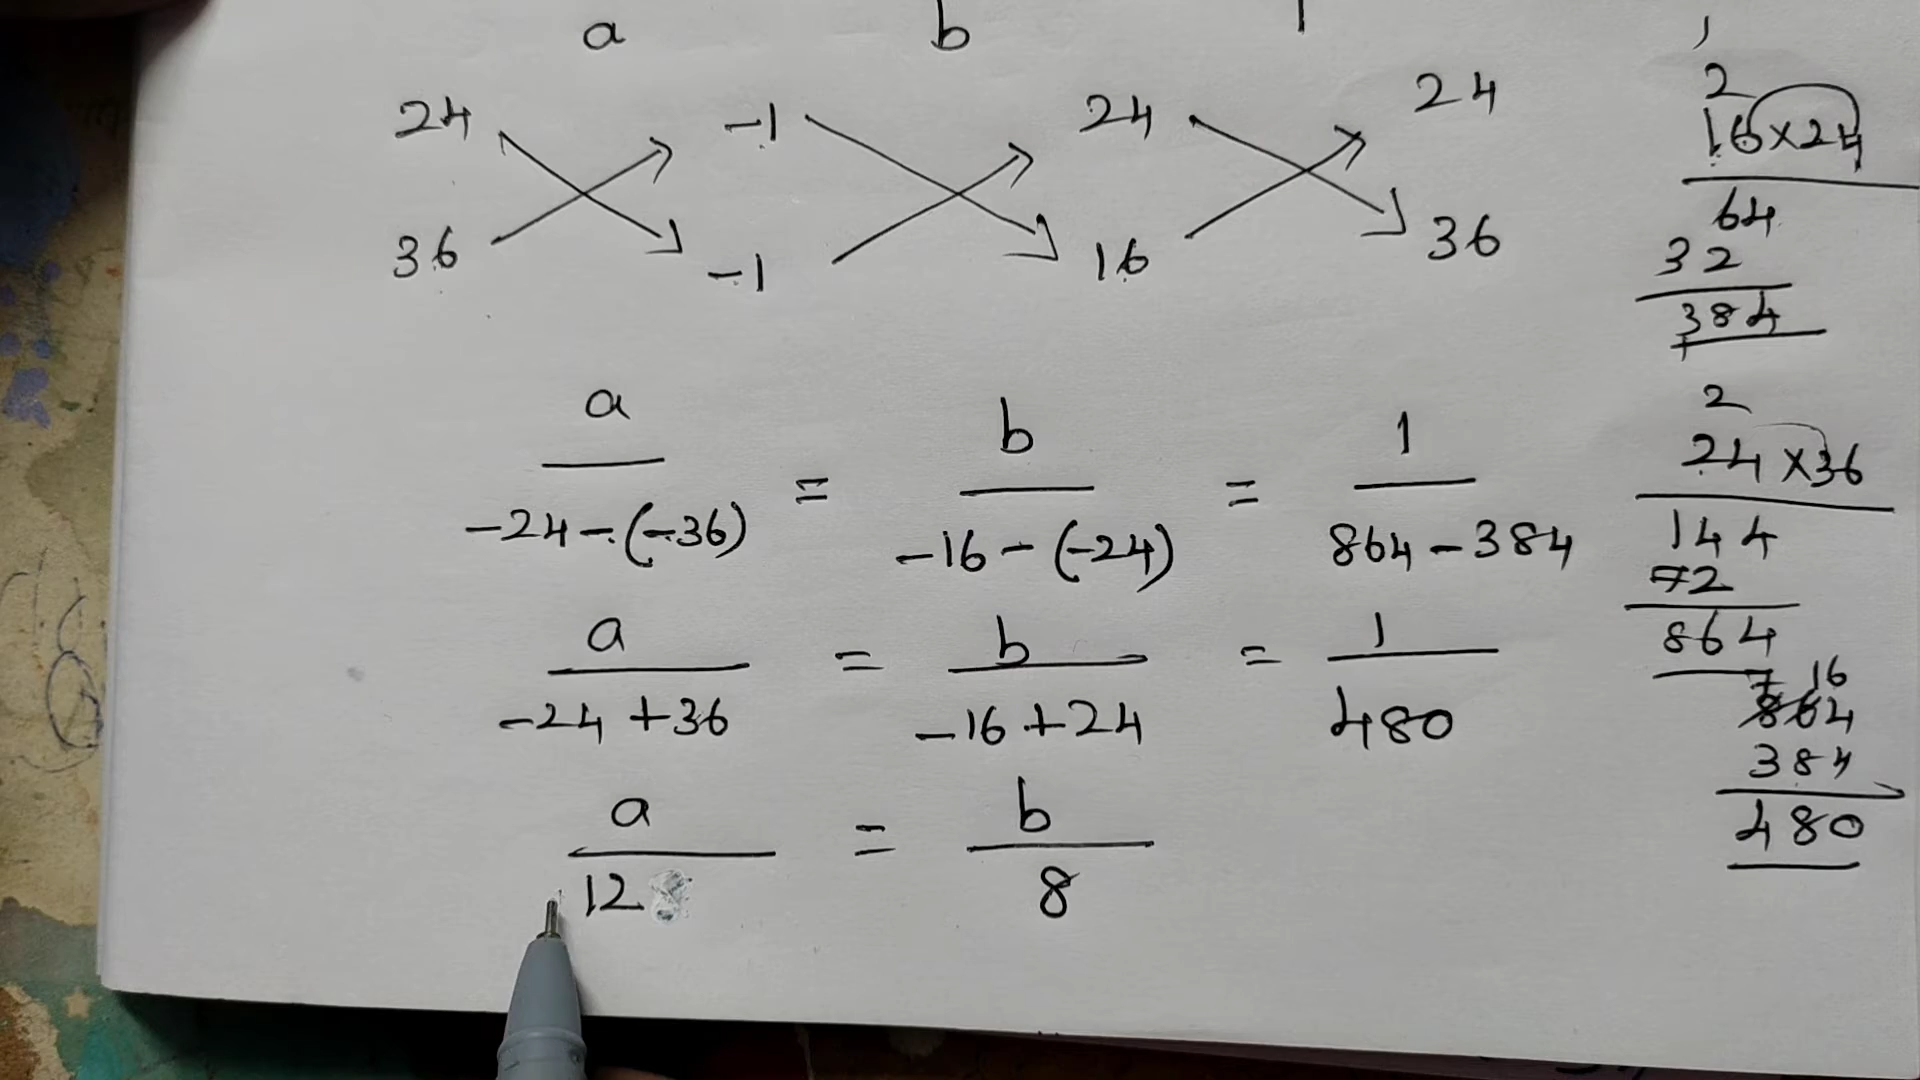 a b 1
24 -1 24 24
36 -1 16 36
a/-24-(-36) = b/-16-(-24) = 1/864-384
a/-24+36 = b/-16+24 = 1/480
a/12 = b/8
2
16×24
64
32
384
2
24×36
144
72
864
7 16
864
384
480